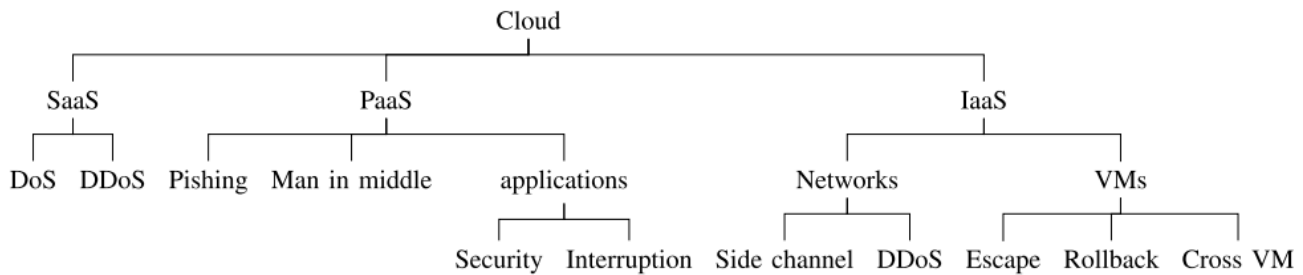 Cloud
SaaS PaaS IaaS
DoS DDoS Pishing Man in middle applications Networks VMs
Security Interruption Side channel DDoS Escape Rollback Cross VM